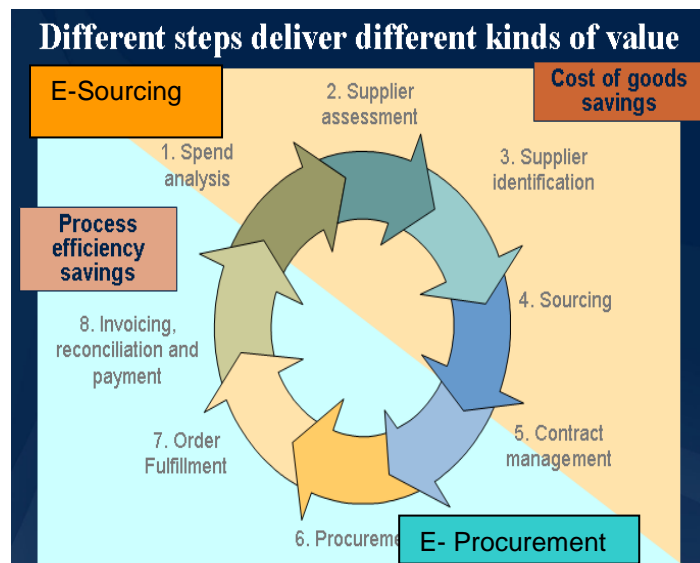 Different steps deliver different kinds of value
E-Sourcing
Cost of goods
savings
2. Supplier
assessment
1. Spend
analysis
3. Supplier
identification
Process
efficiency
savings
4. Sourcing
8. Invoicing,
reconciliation and
payment
5. Contract
management
7. Order
Fulfillment
6. Procureme
E- Procurement